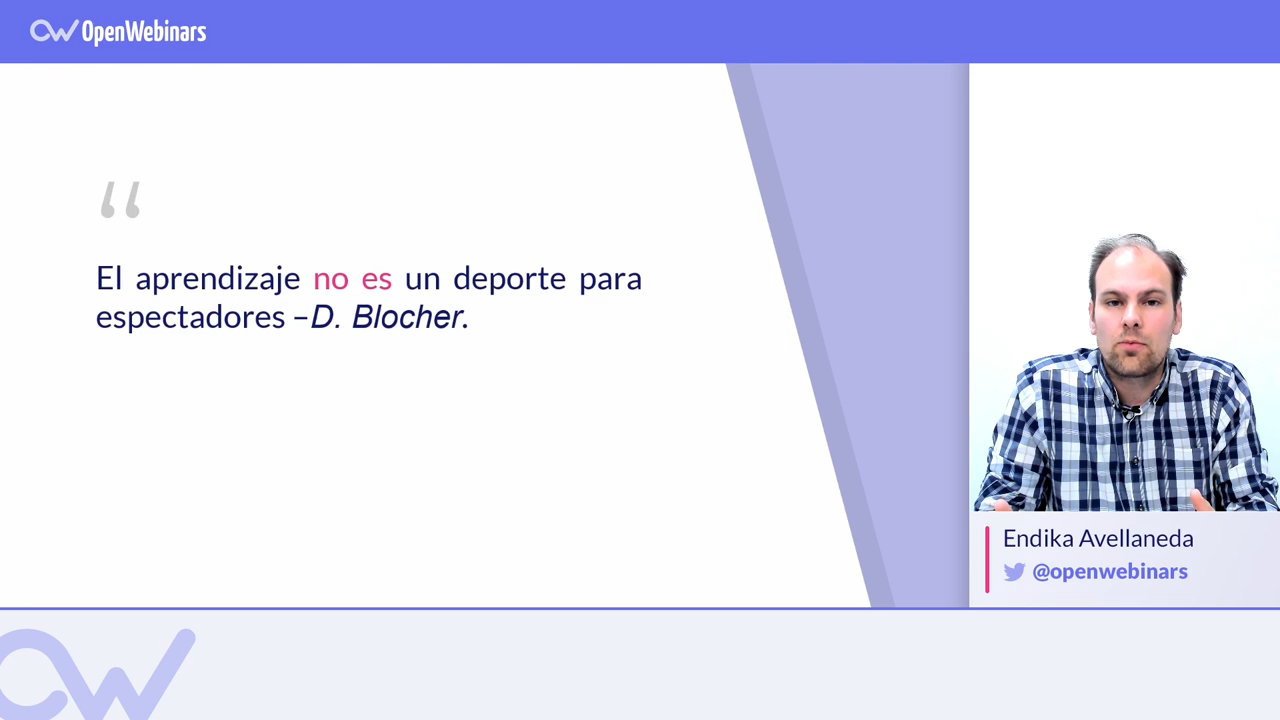 OpenWebinars
“
El aprendizaje no es un deporte para
espectadores –D. Blocher.
Endika Avellaneda
@openwebinars